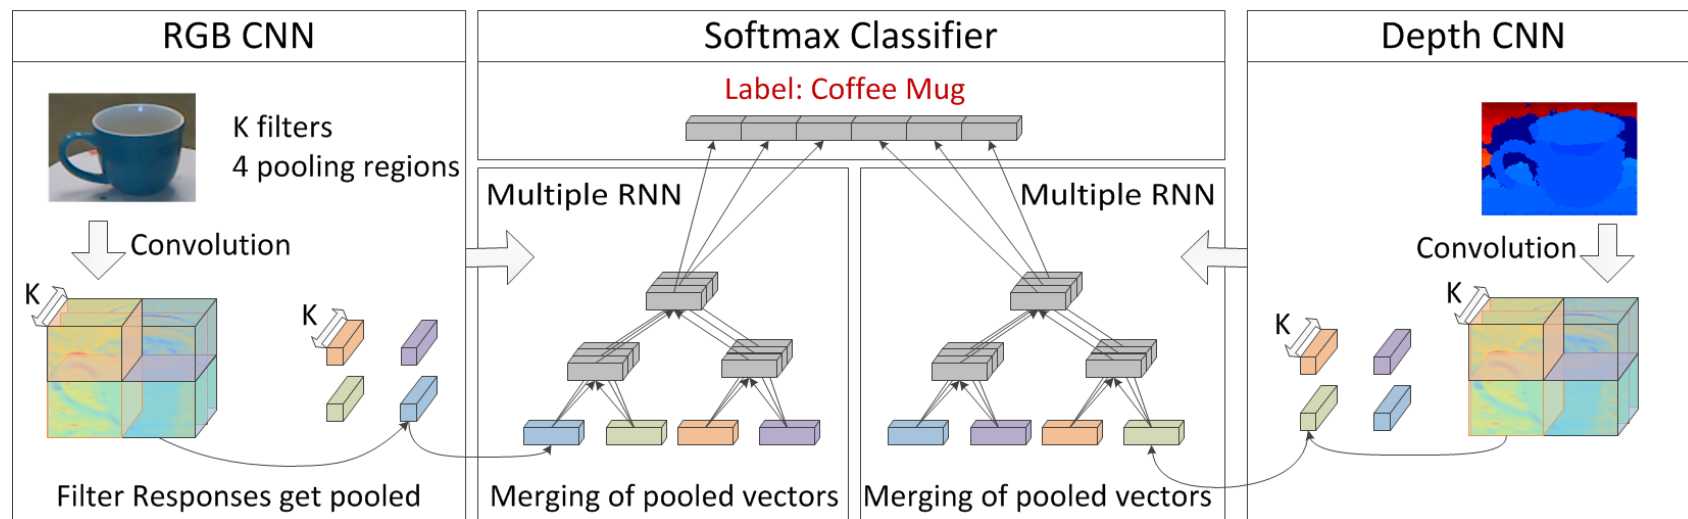 RGB CNN
K filters
4 pooling regions
Convolution
K
K
Filter Responses get pooled
Softmax Classifier
Label: Coffee Mug
Multiple RNN
Merging of pooled vectors
Multiple RNN
Merging of pooled vectors
Depth CNN
Convolution
K
K